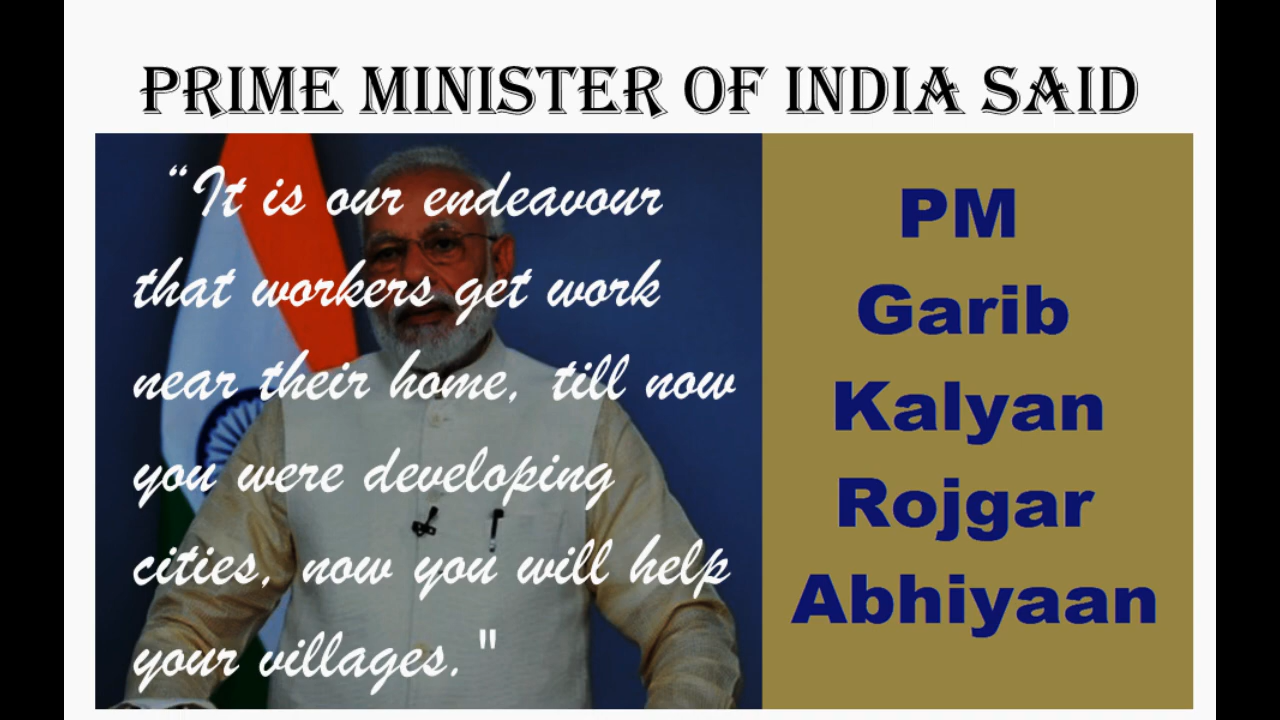 PRIME MINISTER OF INDIA SAID
“It is our endeavour
that workers get work
near their home, till now
you were developing
cities, now you will help
your villages."
PM
Garib
Kalyan
Rojgar
Abhiyaan